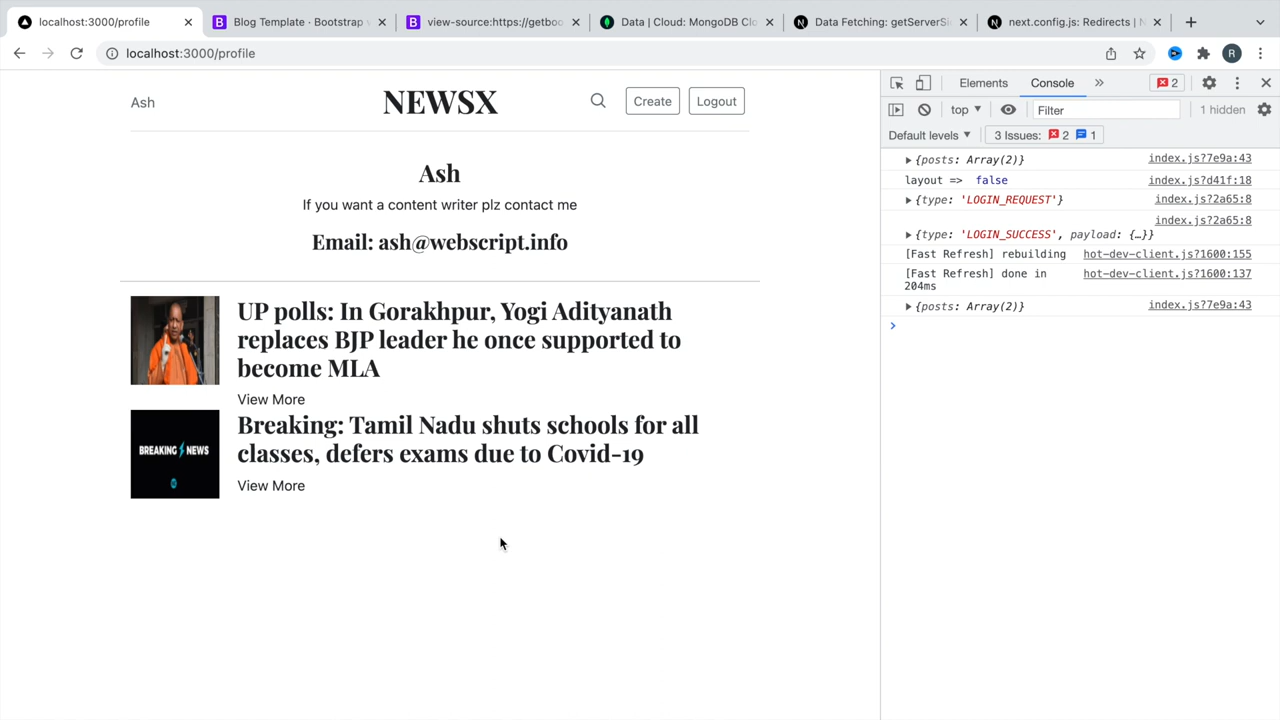 localhost:3000/profile
Blog Template · Bootstrap v
view-source:https://getboo
Data | Cloud: MongoDB Clo
Data Fetching: getServerSi
next.config.js: Redirects | N
localhost:3000/profile
R
Elements
Console
2
top
Filter
1 hidden
Default levels
3 Issues: 2 1
Ash
NEWSX
Create
Logout
Ash
If you want a content writer plz contact me
Email: ash@webscript.info
UP polls: In Gorakhpur, Yogi Adityanath
replaces BJP leader he once supported to
become MLA
View More
BREAKING NEWS
Breaking: Tamil Nadu shuts schools for all
classes, defers exams due to Covid-19
View More
{posts: Array(2)} index.js?7e9a:43
layout => false index.js?d41f:18
{type: 'LOGIN_REQUEST'} index.js?2a65:8
index.js?2a65:8
{type: 'LOGIN_SUCCESS', payload: {…}}
[Fast Refresh] rebuilding hot-dev-client.js?1600:155
[Fast Refresh] done in hot-dev-client.js?1600:137
204ms
{posts: Array(2)} index.js?7e9a:43